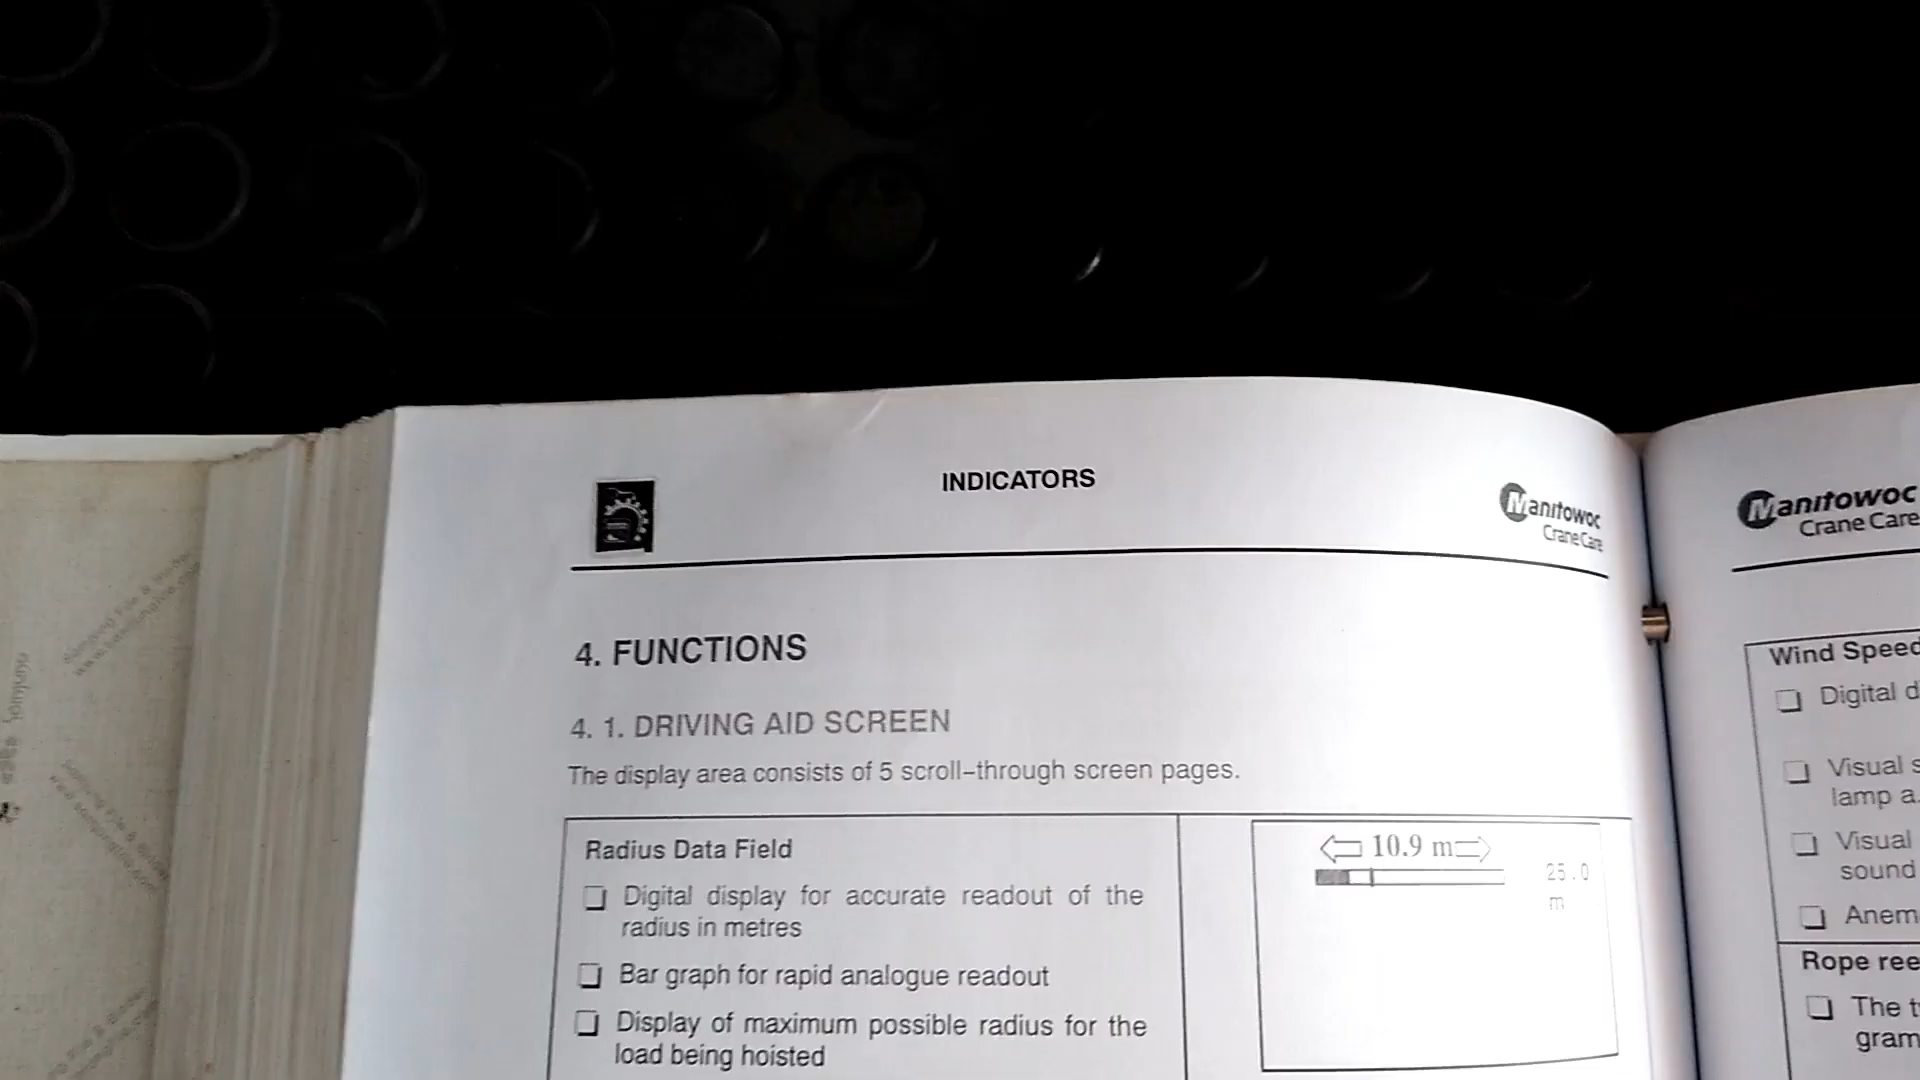 INDICATORS
Manitowoc
Crane Care
4. FUNCTIONS
4. 1. DRIVING AID SCREEN
The display area consists of 5 scroll–through screen pages.
Radius Data Field
❏ Digital display for accurate readout of the
radius in metres
❏ Bar graph for rapid analogue readout
❏ Display of maximum possible radius for the
load being hoisted
10.9 m
25.0
m
Manitowoc
Crane Care
Wind Speed
❏ Digital d
❏ Visual s
lamp a
❏ Visual
sound
❏ Anem
Rope ree
❏ The t
gram